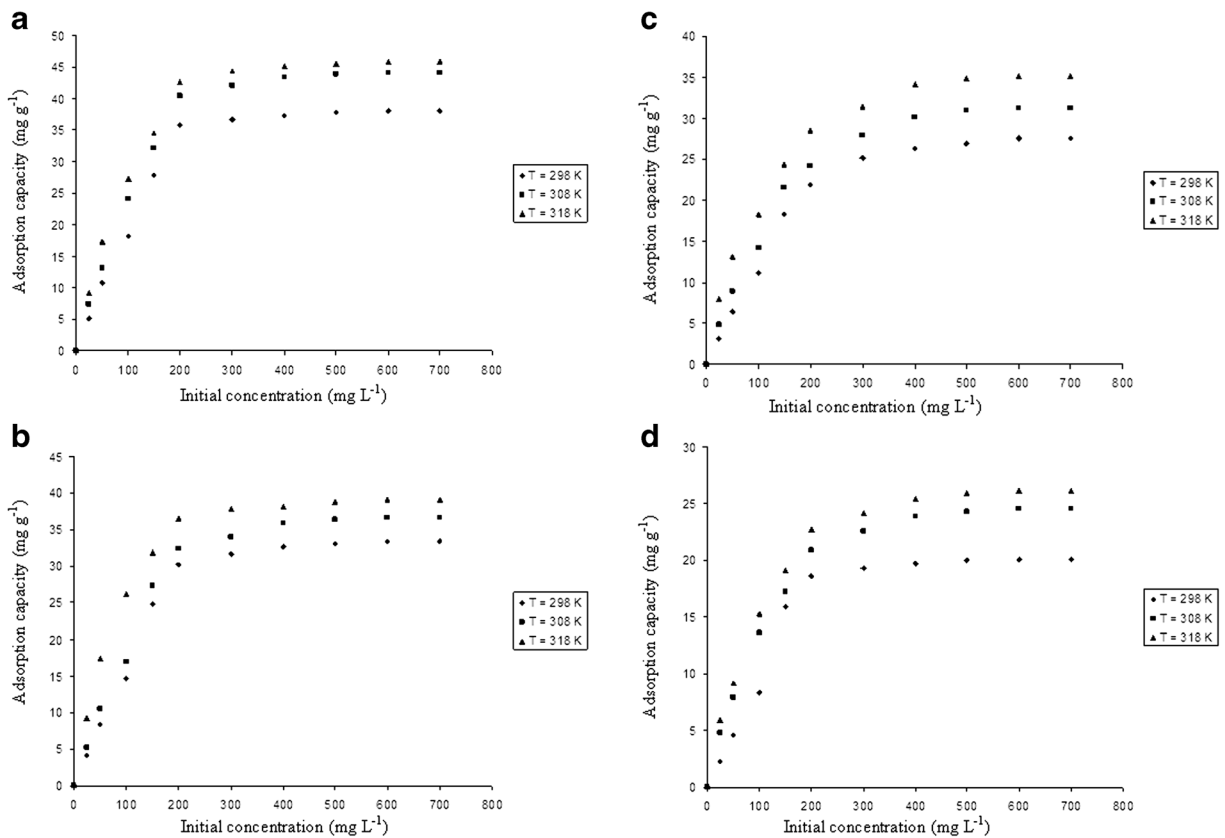 a
50
45
40
35
30
25
20
15
10
5
0
Adsorption capacity (mg g-1)
0 100 200 300 400 500 600 700 800
Initial concentration (mg L-1)
T = 298 K
T = 308 K
T = 318 K
c
40
35
30
25
20
15
10
5
0
Adsorption capacity (mg g-1)
0 100 200 300 400 500 600 700 800
Initial concentration (mg L-1)
T = 298 K
T = 308 K
T = 318 K
b
45
40
35
30
25
20
15
10
5
0
Adsorption capacity (mg g-1)
0 100 200 300 400 500 600 700 800
Initial concentration (mg L-1)
T = 298 K
T = 308 K
T = 318 K
d
30
25
20
15
10
5
0
Adsorption capacity (mg g-1)
0 100 200 300 400 500 600 700 800
Initial concentration (mg L-1)
T = 298 K
T = 308 K
T = 318 K